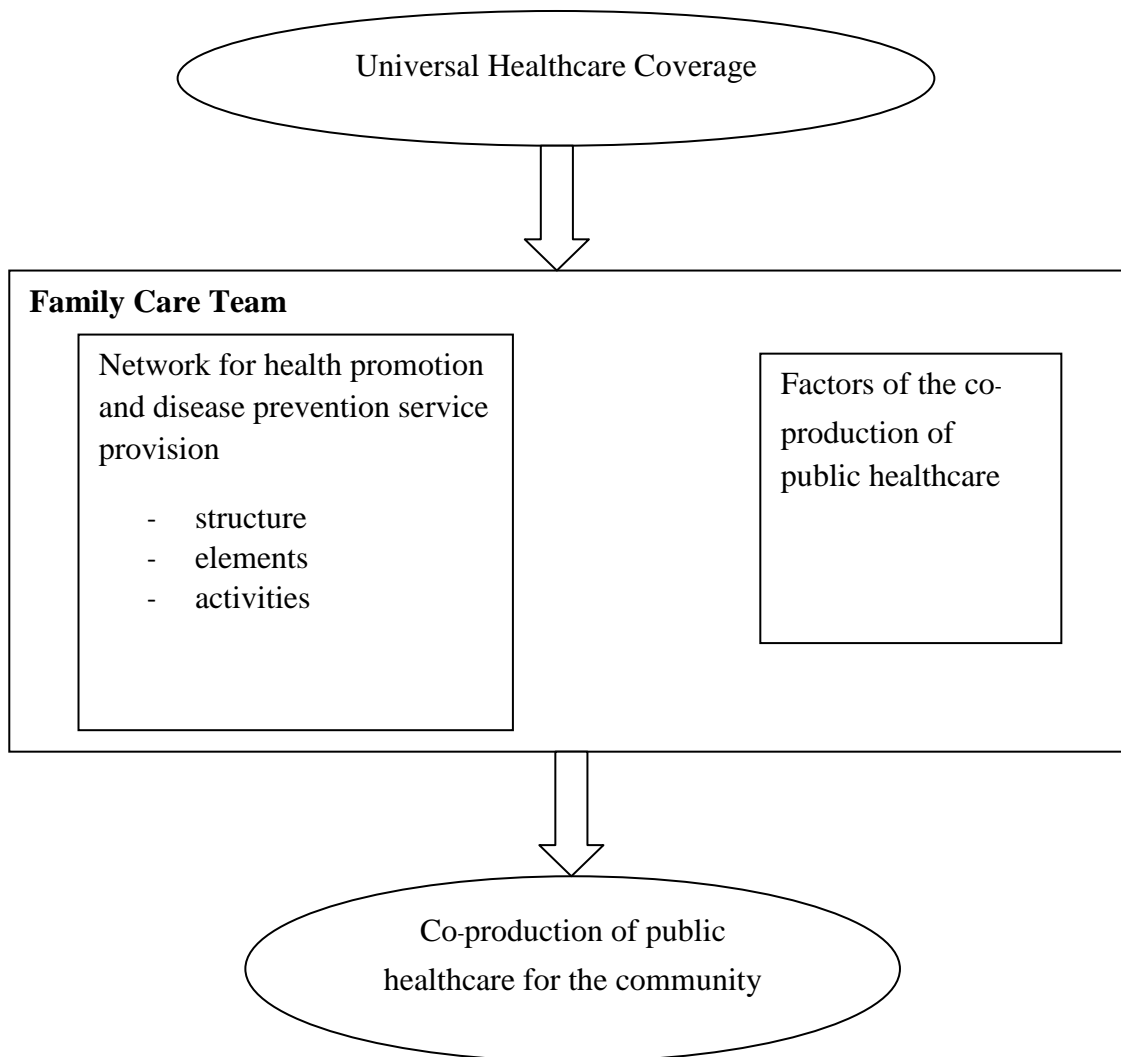 Universal Healthcare Coverage
Family Care Team
Network for health promotion
and disease prevention service
provision
- structure
- elements
- activities
Factors of the co-
production of
public healthcare
Co-production of public
healthcare for the community